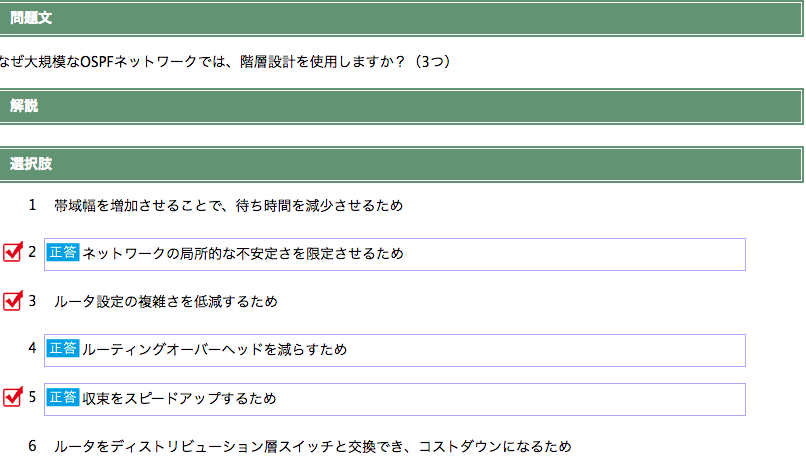 問題文
なぜ大規模なOSPFネットワークでは、階層設計を使用しますか？（3つ）
解説
選択肢
1 帯域幅を増加させることで、待ち時間を減少させるため
2 正答 ネットワークの局所的な不安定さを限定させるため
3 ルータ設定の複雑さを低減するため
4 正答 ルーティングオーバーヘッドを減らすため
5 正答 収束をスピードアップするため
6 ルータをディストリビューション層スイッチと交換でき、コストダウンになるため